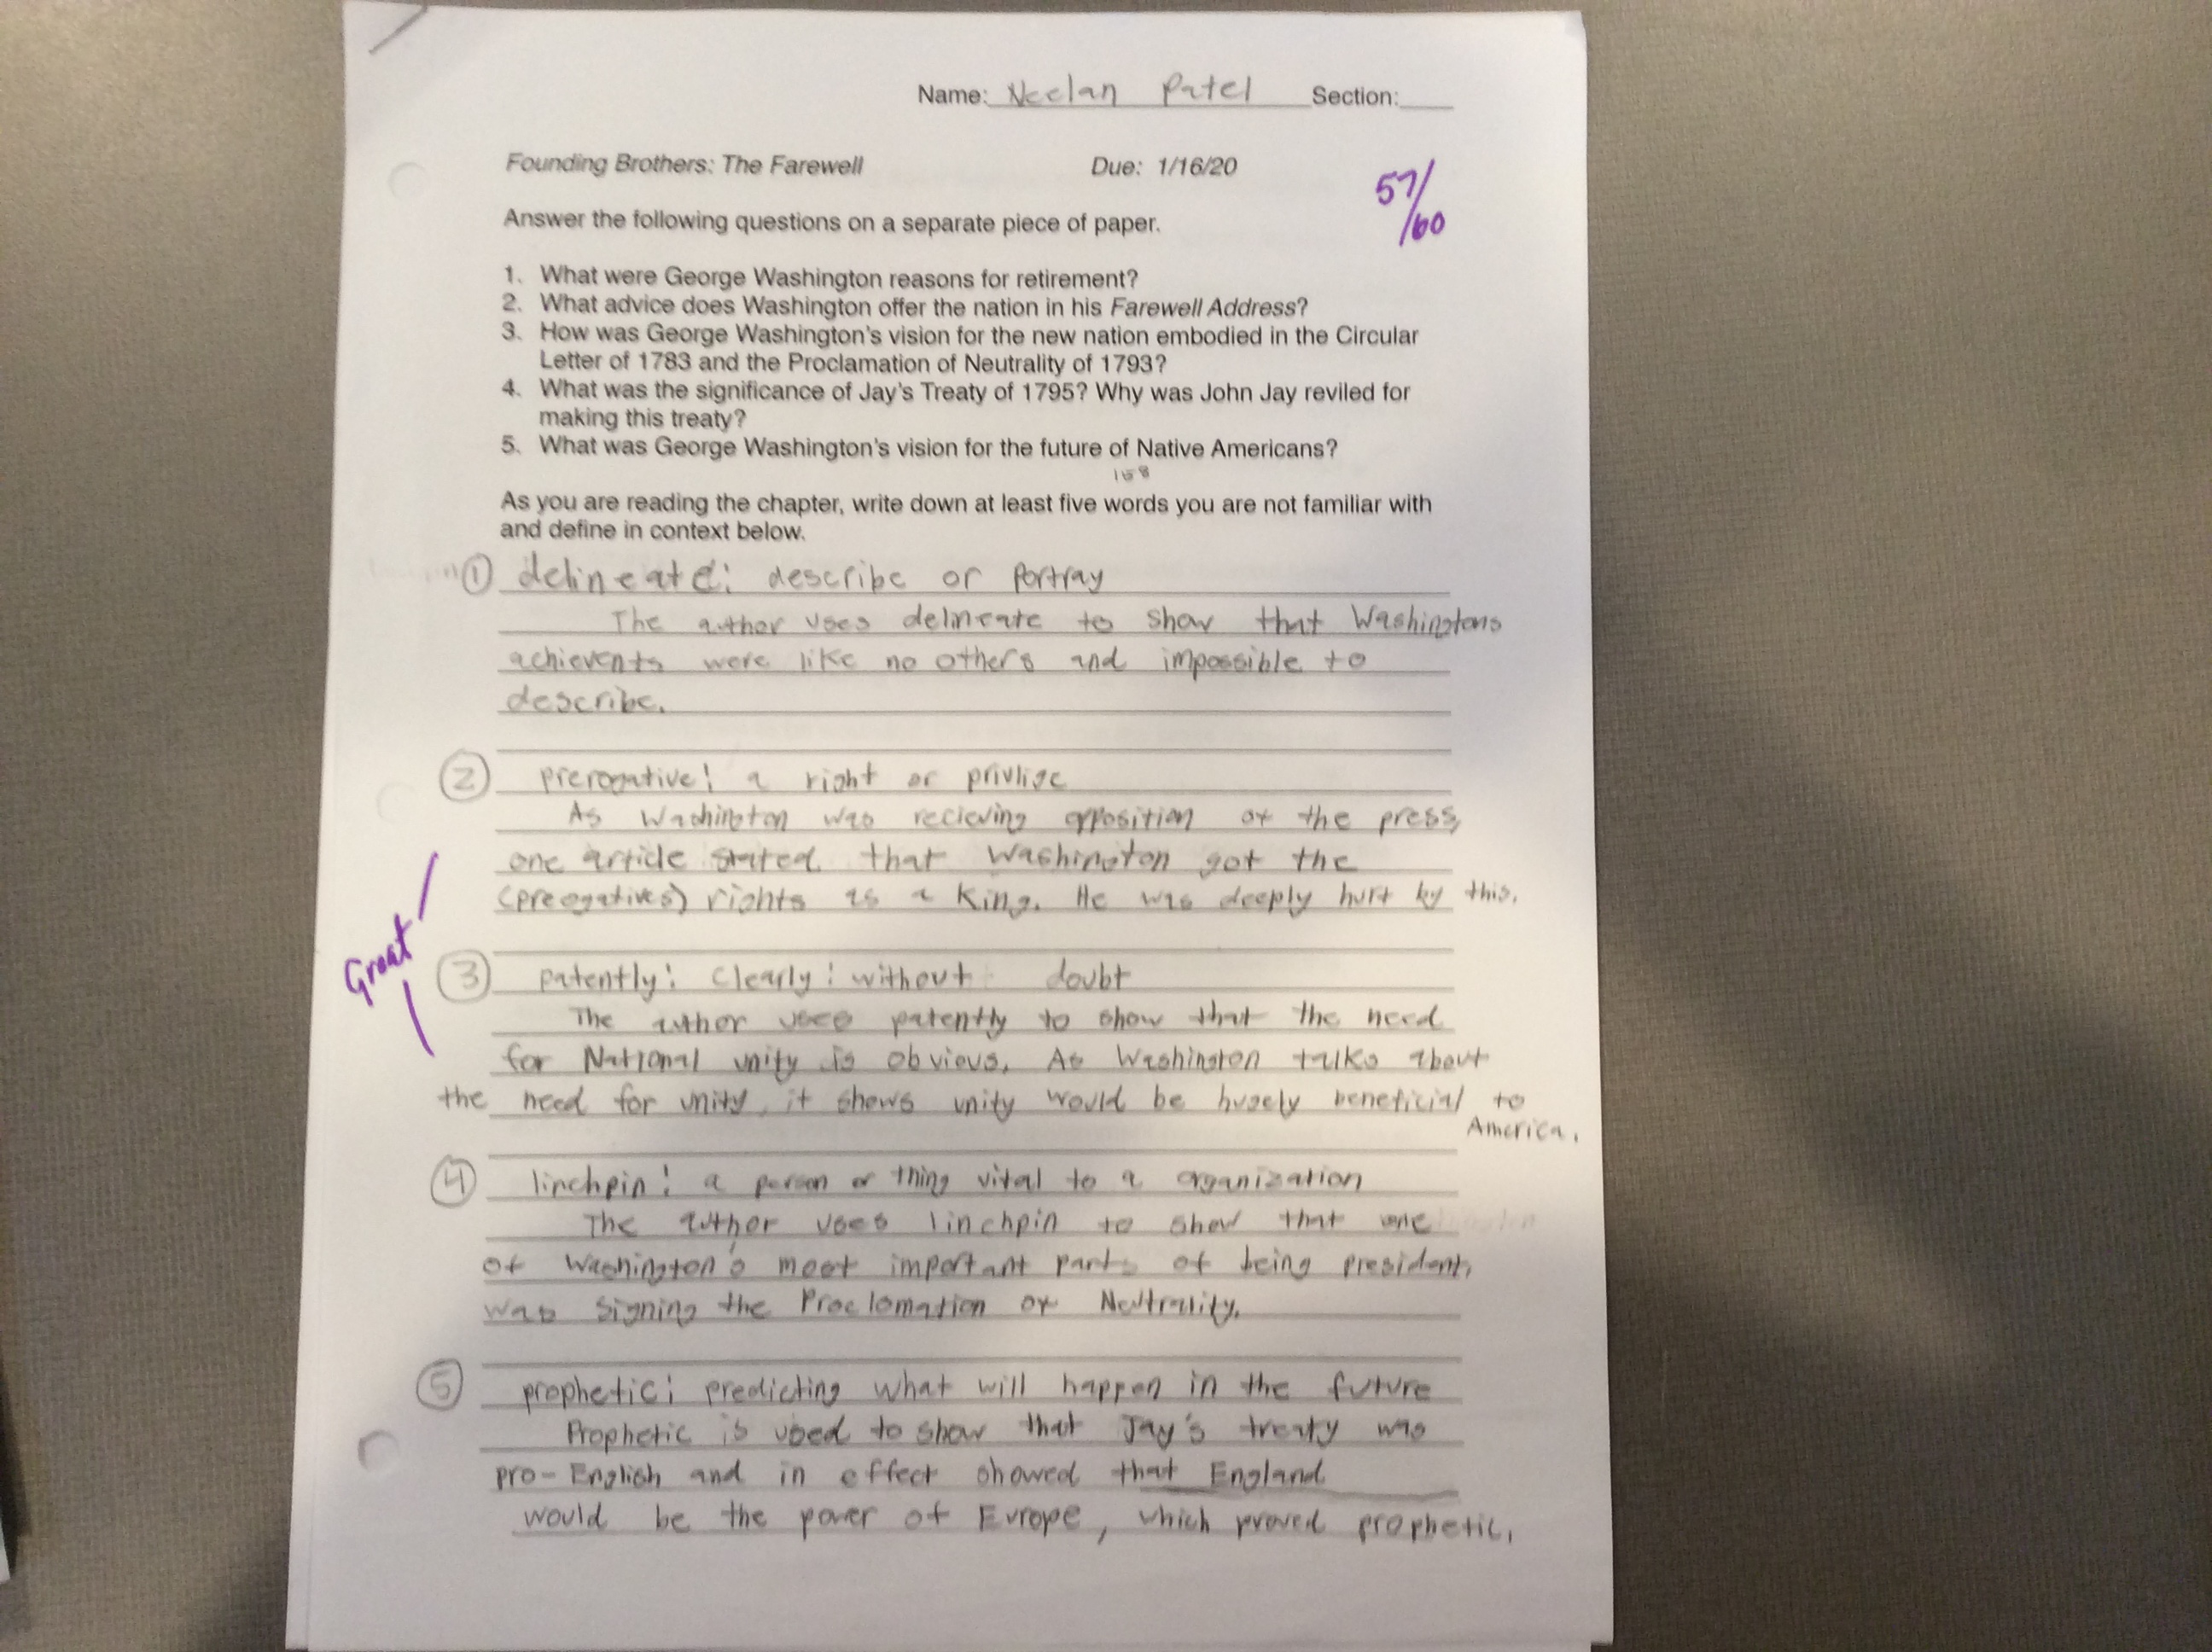 Name: Neelan Patel Section:
Founding Brothers: The Farewell Due: 1/16/20
57/60
Answer the following questions on a separate piece of paper.
1. What were George Washington reasons for retirement?
2. What advice does Washington offer the nation in his Farewell Address?
3. How was George Washington's vision for the new nation embodied in the Circular
Letter of 1783 and the Proclamation of Neutrality of 1793?
4. What was the significance of Jay's Treaty of 1795? Why was John Jay reviled for
making this treaty?
5. What was George Washington's vision for the future of Native Americans?
158
As you are reading the chapter, write down at least five words you are not familiar with
and define in context below.
① delineate: describe or portray
The author uses delineate to show that Washingtons
achievents were like no others and impossible to
describe.
② prerogative: a right or privlige
As Washington was recieving opposition of the press,
one article stated that Washington got the
(preogatives) rights as a King. He was deeply hurt by this.
Great
③ patently: clearly: without doubt
The author uses patently to show that the need
for National unity is obvious. As Washington talks about
the need for unity, it shows unity would be hugely beneficial to
America.
④ linchpin: a person or thing vital to a organization
The author uses linchpin to show that one
of Washington's most important parts of being president,
was signing the Proclomation of Neutrality.
⑤ prophetic: predicting what will happen in the future
Prophetic is used to show that Jay's treaty was
pro-English and in effect showed that England
would be the power of Europe, which proved prophetic.